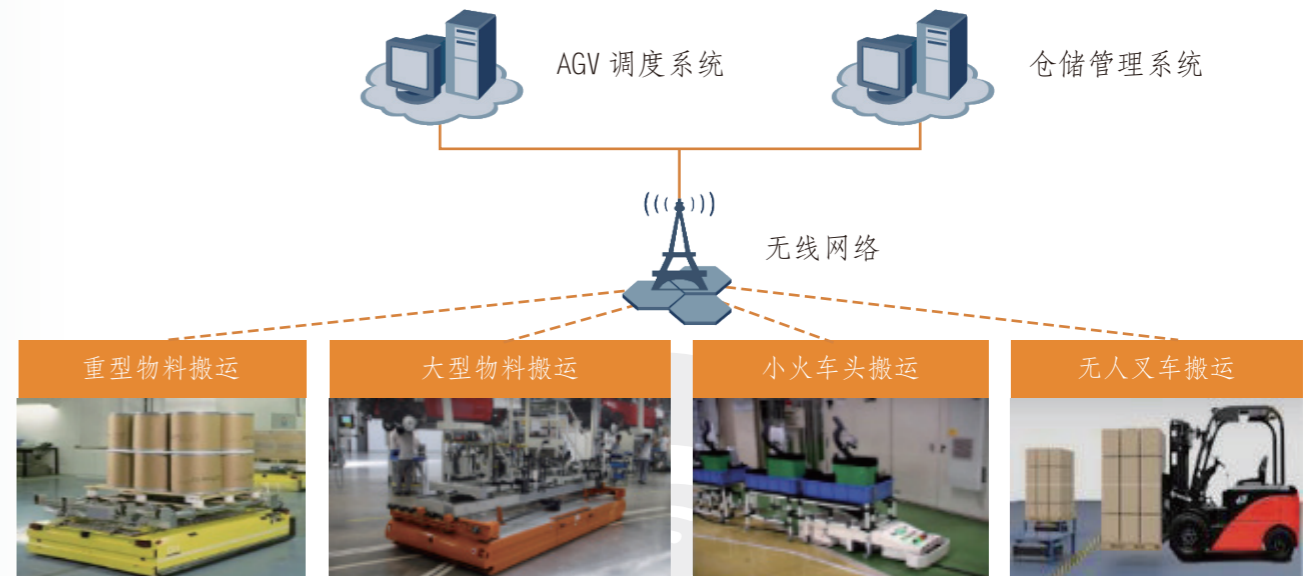 AGV 调度系统
仓储管理系统
无线网络
重型物料搬运
大型物料搬运
小火车头搬运
无人叉车搬运